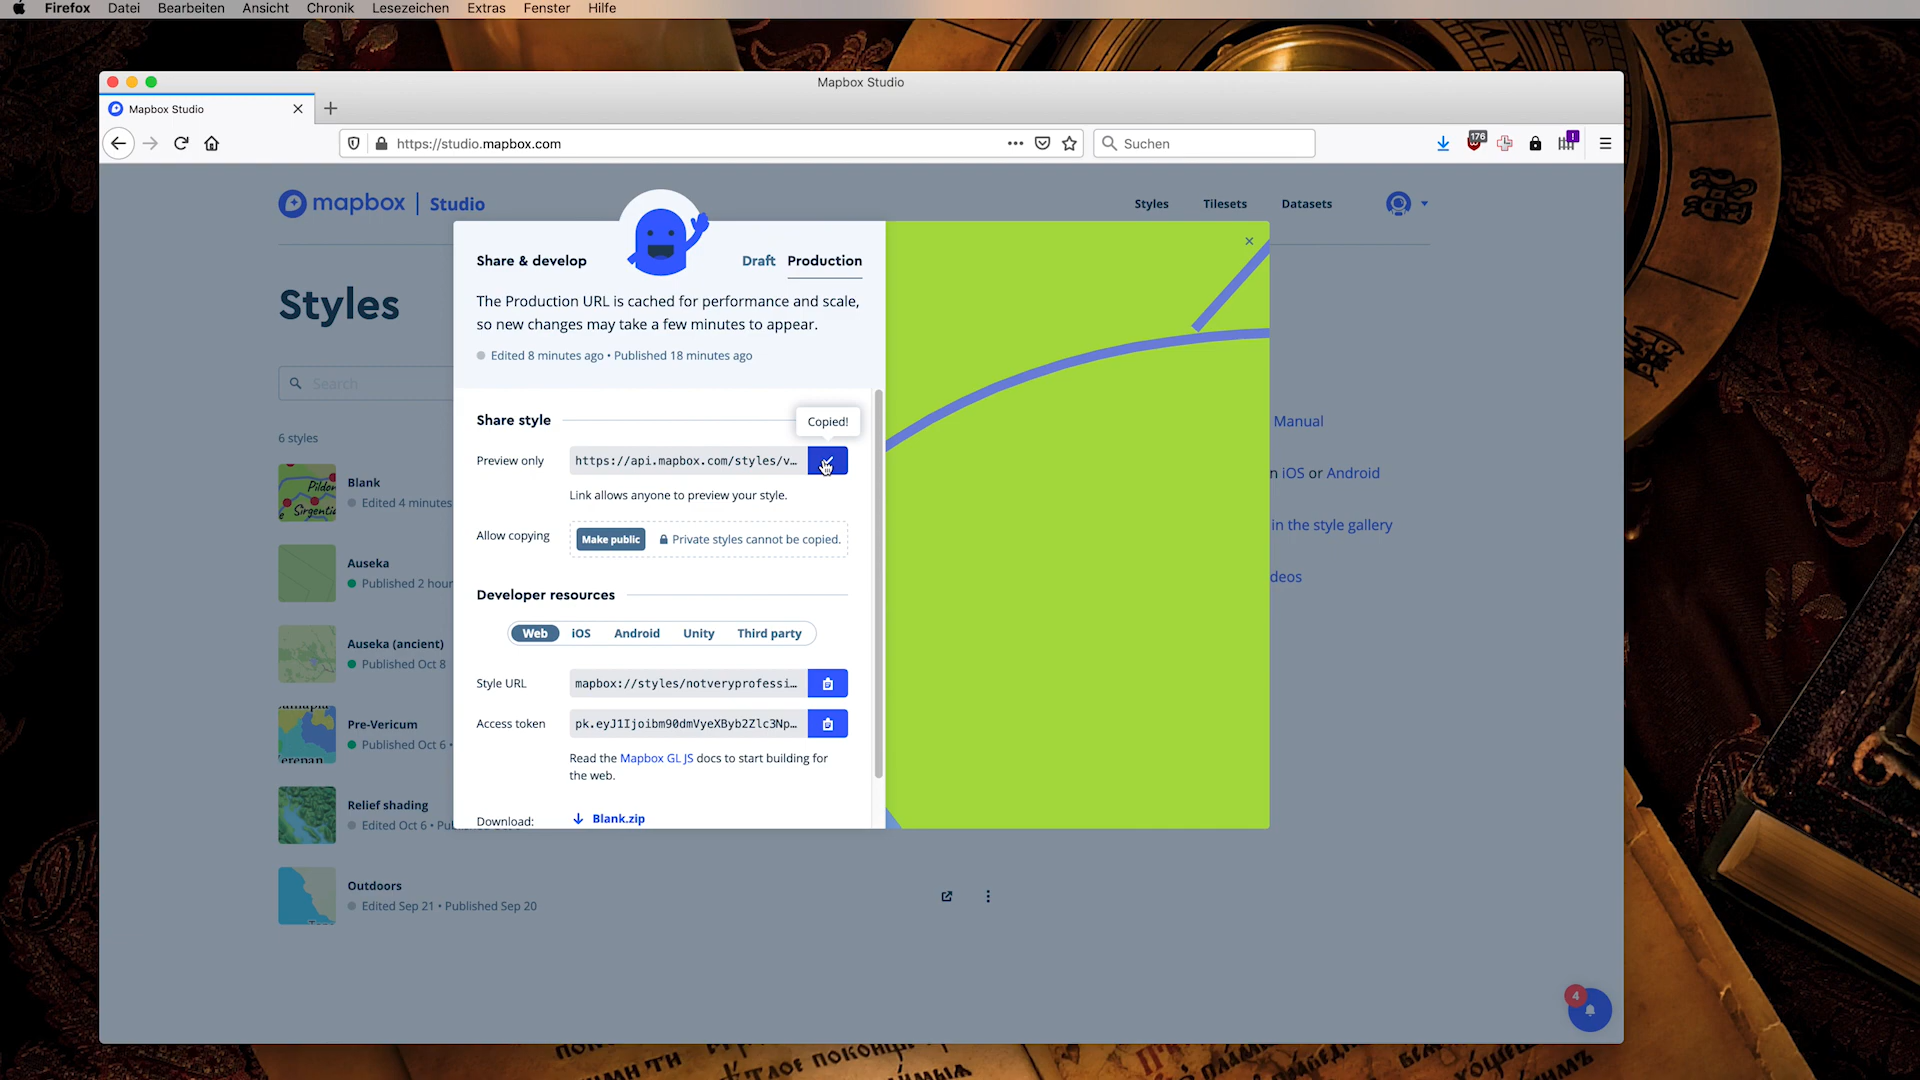 Firefox Datei Bearbeiten Ansicht Chronik Lesezeichen Extras Fenster Hilfe
Mapbox Studio
Mapbox Studio
https://studio.mapbox.com
Suchen
176
!
mapbox | Studio
Styles Tilesets Datasets
Share & develop
Draft Production
The Production URL is cached for performance and scale,
so new changes may take a few minutes to appear.
Edited 8 minutes ago • Published 18 minutes ago
Styles
Search
6 styles
Blank
Edited 4 minutes
Auseka
Published 2 hour
Auseka (ancient)
Published Oct 8
Pre-Vericum
Published Oct 6 •
Relief shading
Edited Oct 6 • Pu
Outdoors
Edited Sep 21 • Published Sep 20
Share style
Copied!
Preview only
https://api.mapbox.com/styles/v…
Link allows anyone to preview your style.
Allow copying
Make public
Private styles cannot be copied.
Developer resources
Web iOS Android Unity Third party
Style URL
mapbox://styles/notveryprofessi…
Access token
pk.eyJ1Ijoibm90dmVyeXByb2Zlc3Np…
Read the Mapbox GL JS docs to start building for
the web.
Download:
Blank.zip
Manual
n iOS or Android
in the style gallery
deos
4